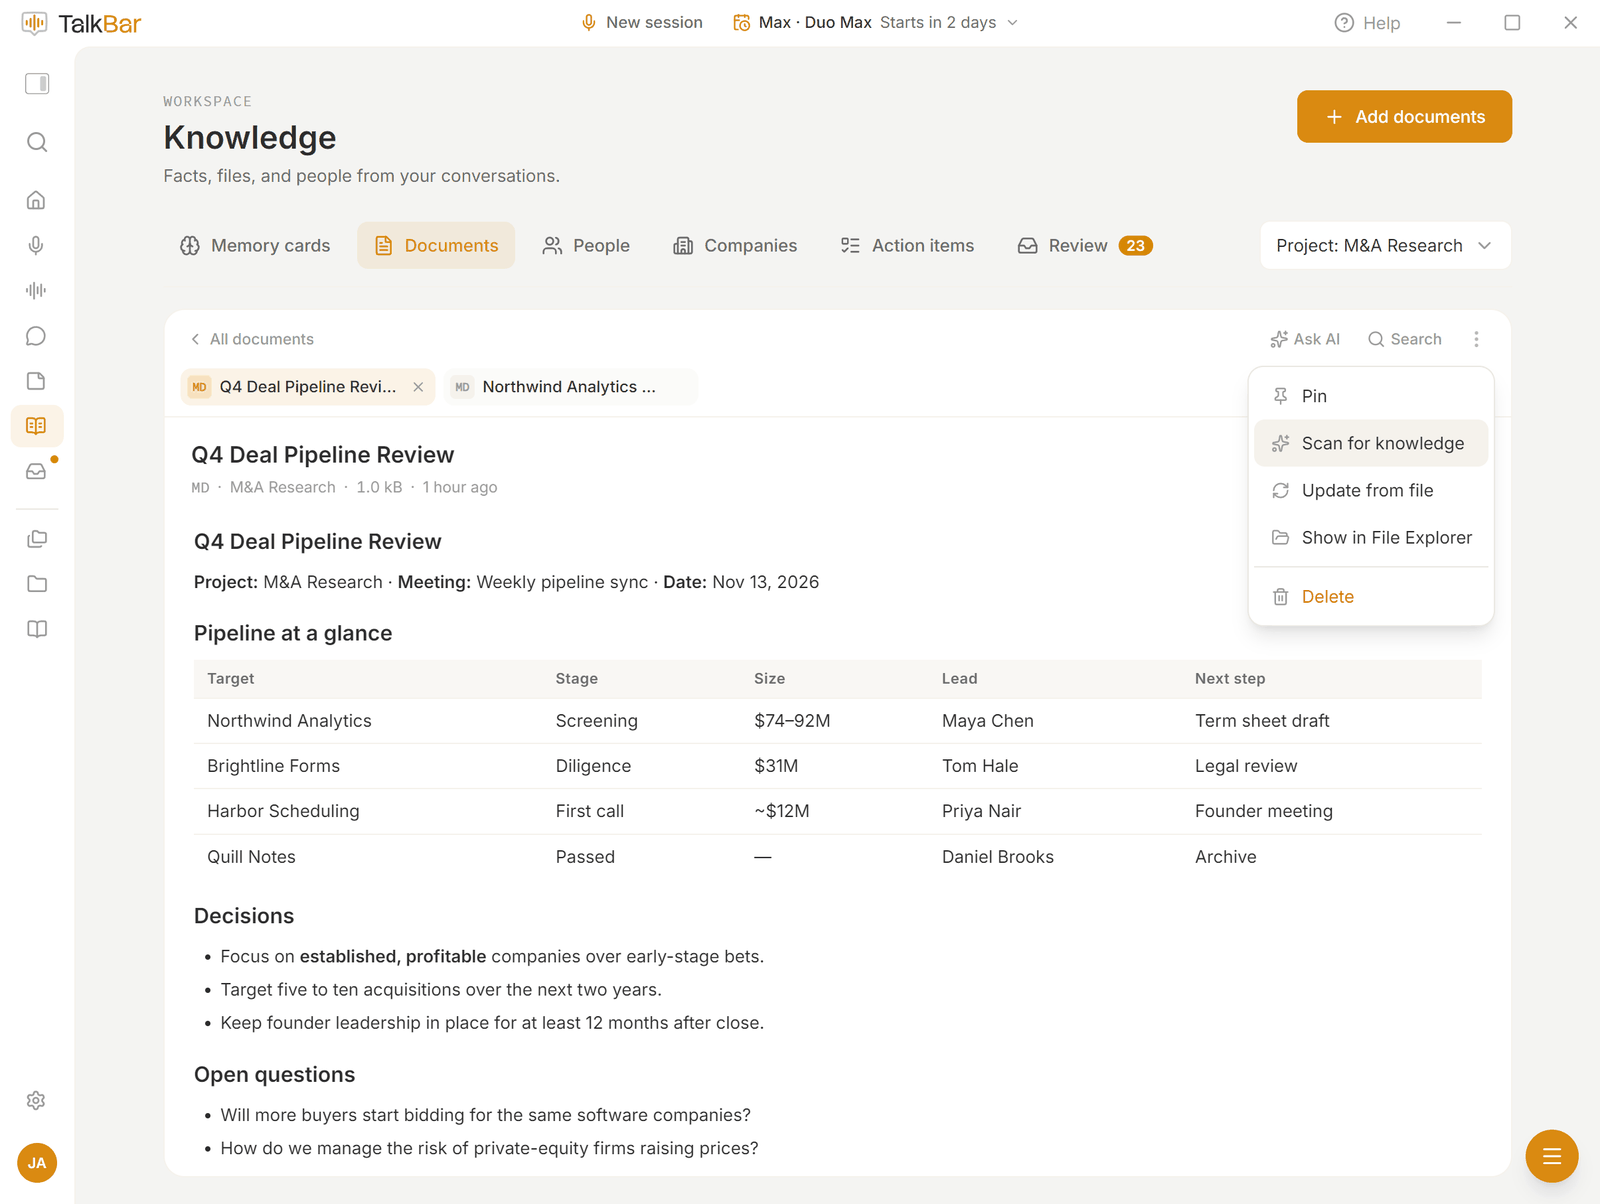 TalkBar
New session
Max · Duo Max Starts in 2 days
Help
WORKSPACE
Knowledge
Facts, files, and people from your conversations.
Add documents
Memory cards
Documents
People
Companies
Action items
Review 23
Project: M&A Research
All documents
Ask AI
Search
MD Q4 Deal Pipeline Revi...
MD Northwind Analytics ...
Pin
Scan for knowledge
Update from file
Show in File Explorer
Delete
Q4 Deal Pipeline Review
MD · M&A Research · 1.0 kB · 1 hour ago
Q4 Deal Pipeline Review
Project: M&A Research · Meeting: Weekly pipeline sync · Date: Nov 13, 2026
Pipeline at a glance
Target Stage Size Lead Next step
Northwind Analytics Screening $74–92M Maya Chen Term sheet draft
Brightline Forms Diligence $31M Tom Hale Legal review
Harbor Scheduling First call ~$12M Priya Nair Founder meeting
Quill Notes Passed — Daniel Brooks Archive
Decisions
• Focus on established, profitable companies over early-stage bets.
• Target five to ten acquisitions over the next two years.
• Keep founder leadership in place for at least 12 months after close.
Open questions
• Will more buyers start bidding for the same software companies?
• How do we manage the risk of private-equity firms raising prices?
JA